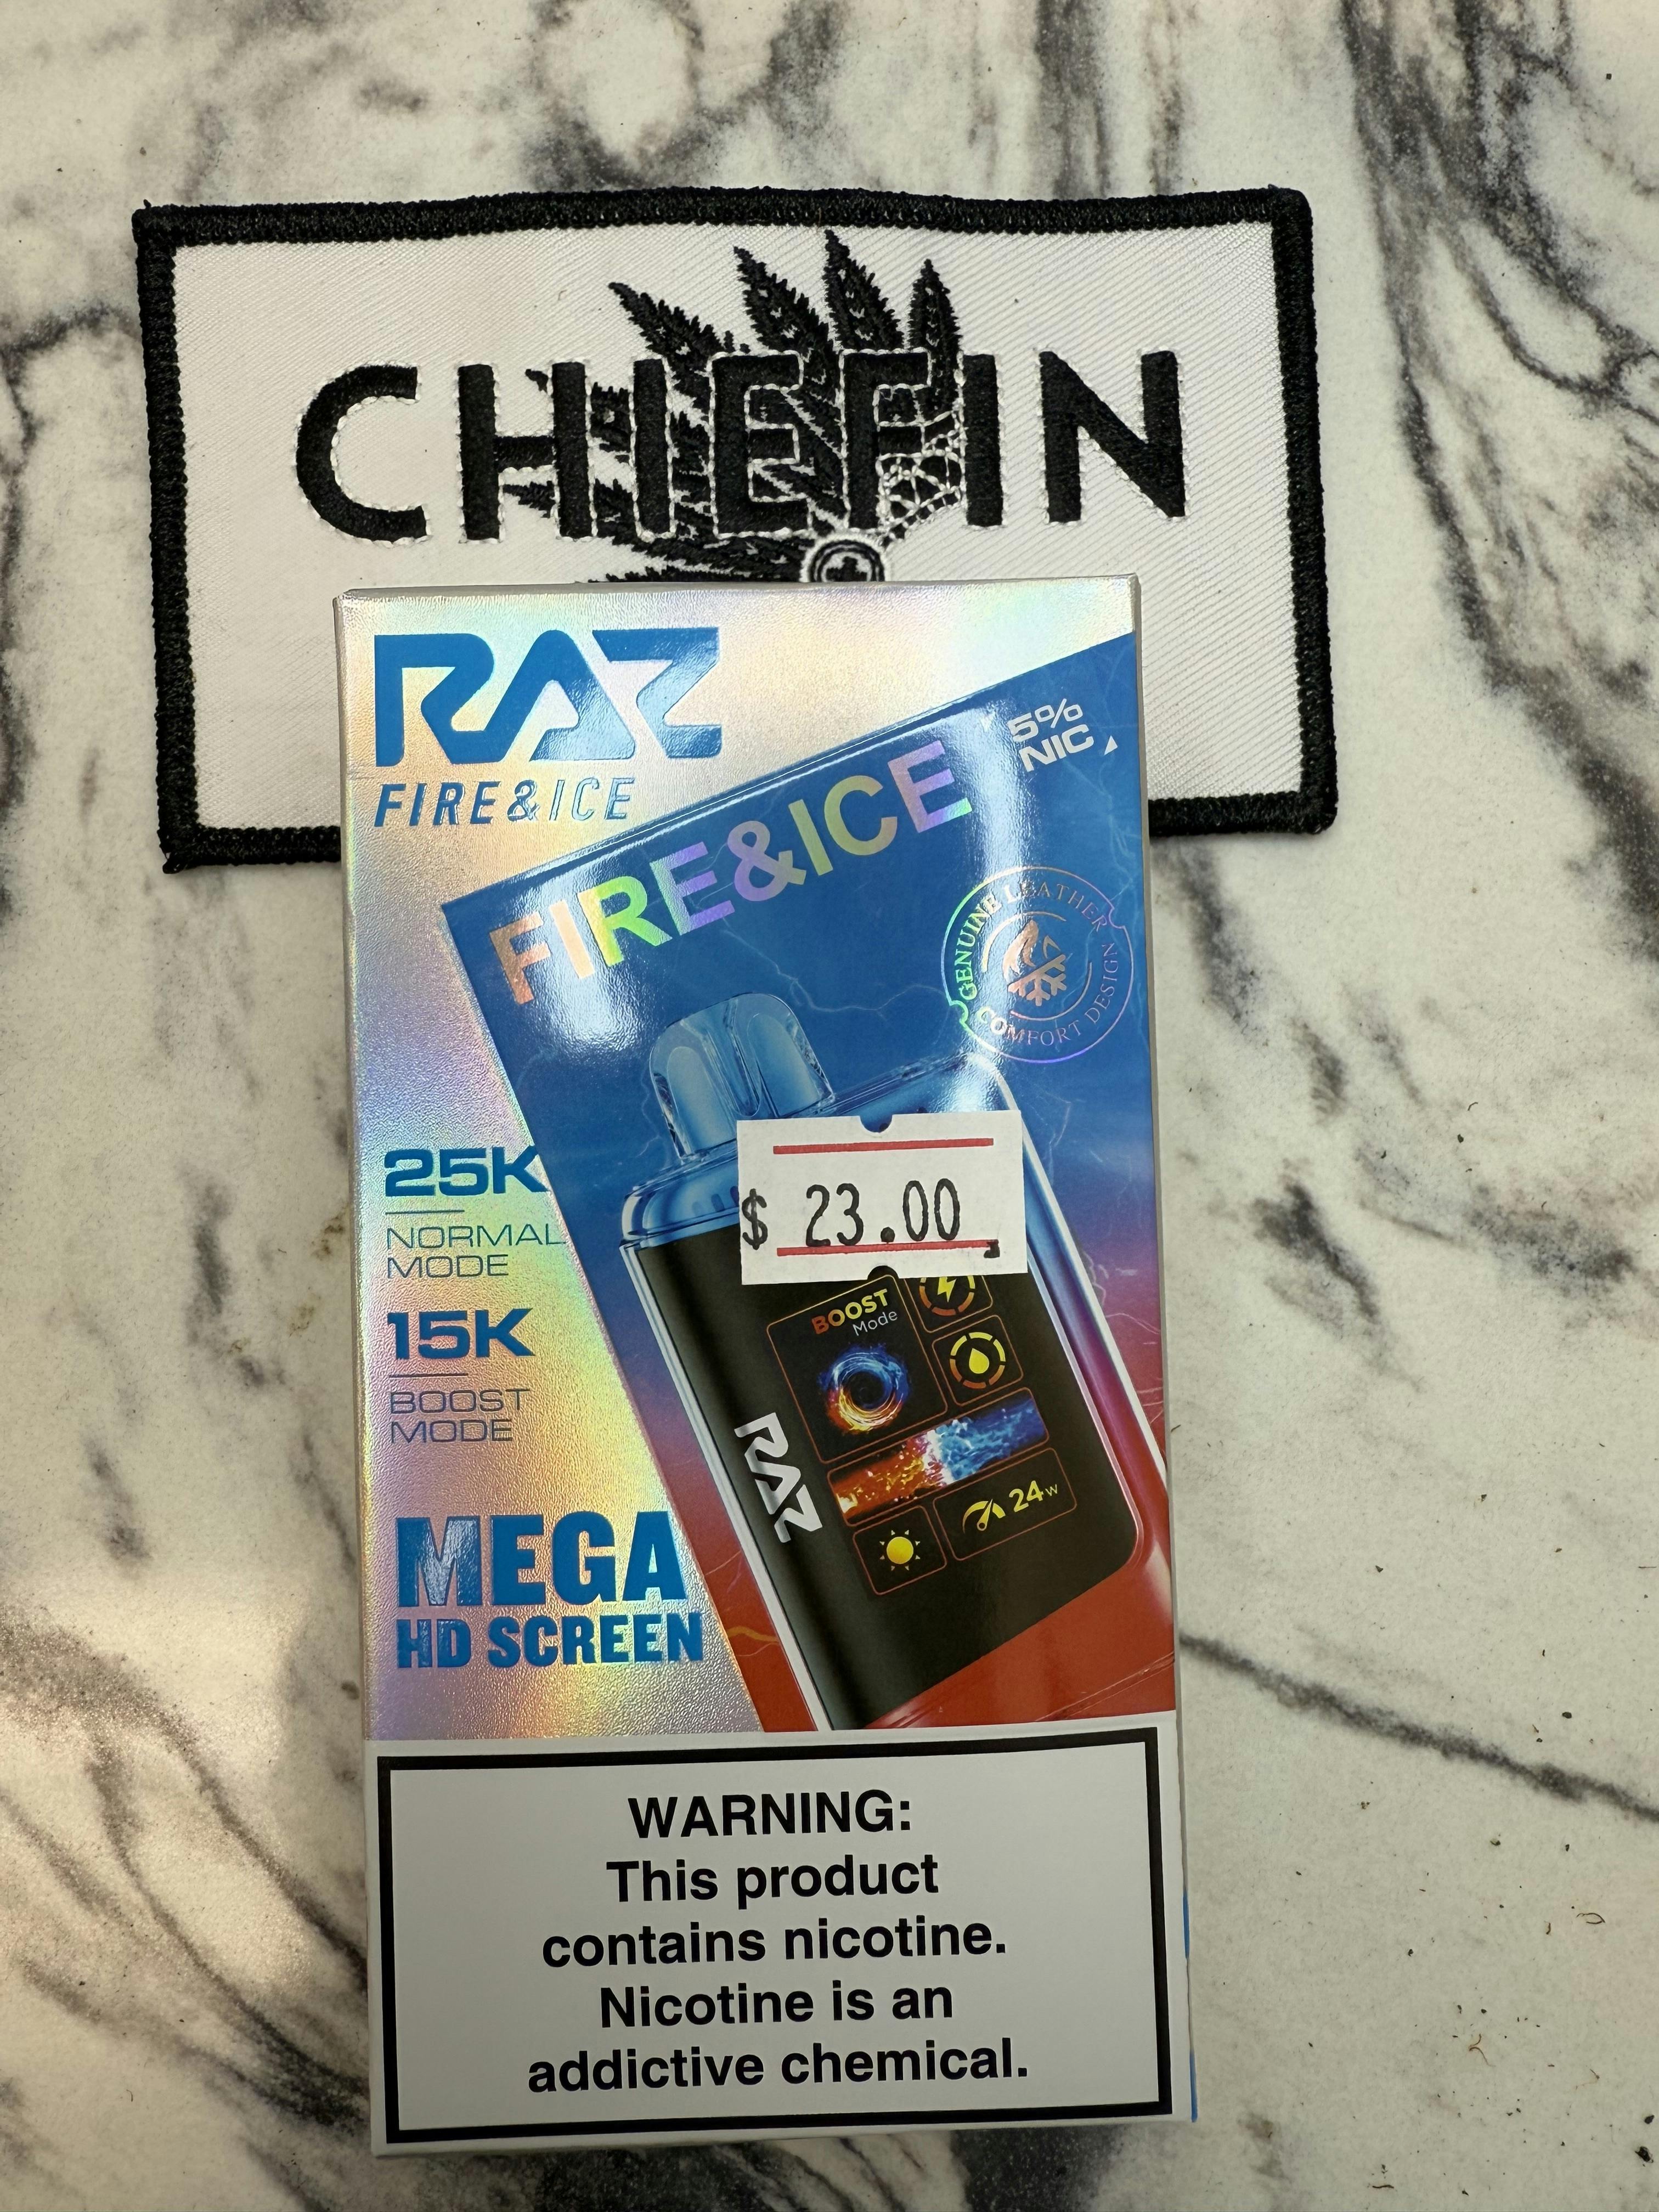 CHIEFIN
RAZ
FIRE&ICE
5%
NIC
FIRE&ICE
GENUINE LEATHER
COMFORT DESIGN
25K
NORMAL
MODE
15K
BOOST
MODE
$ 23.00
BOOST
Mode
RAZ
24w
MEGA
HD SCREEN
WARNING:
This product
contains nicotine.
Nicotine is an
addictive chemical.